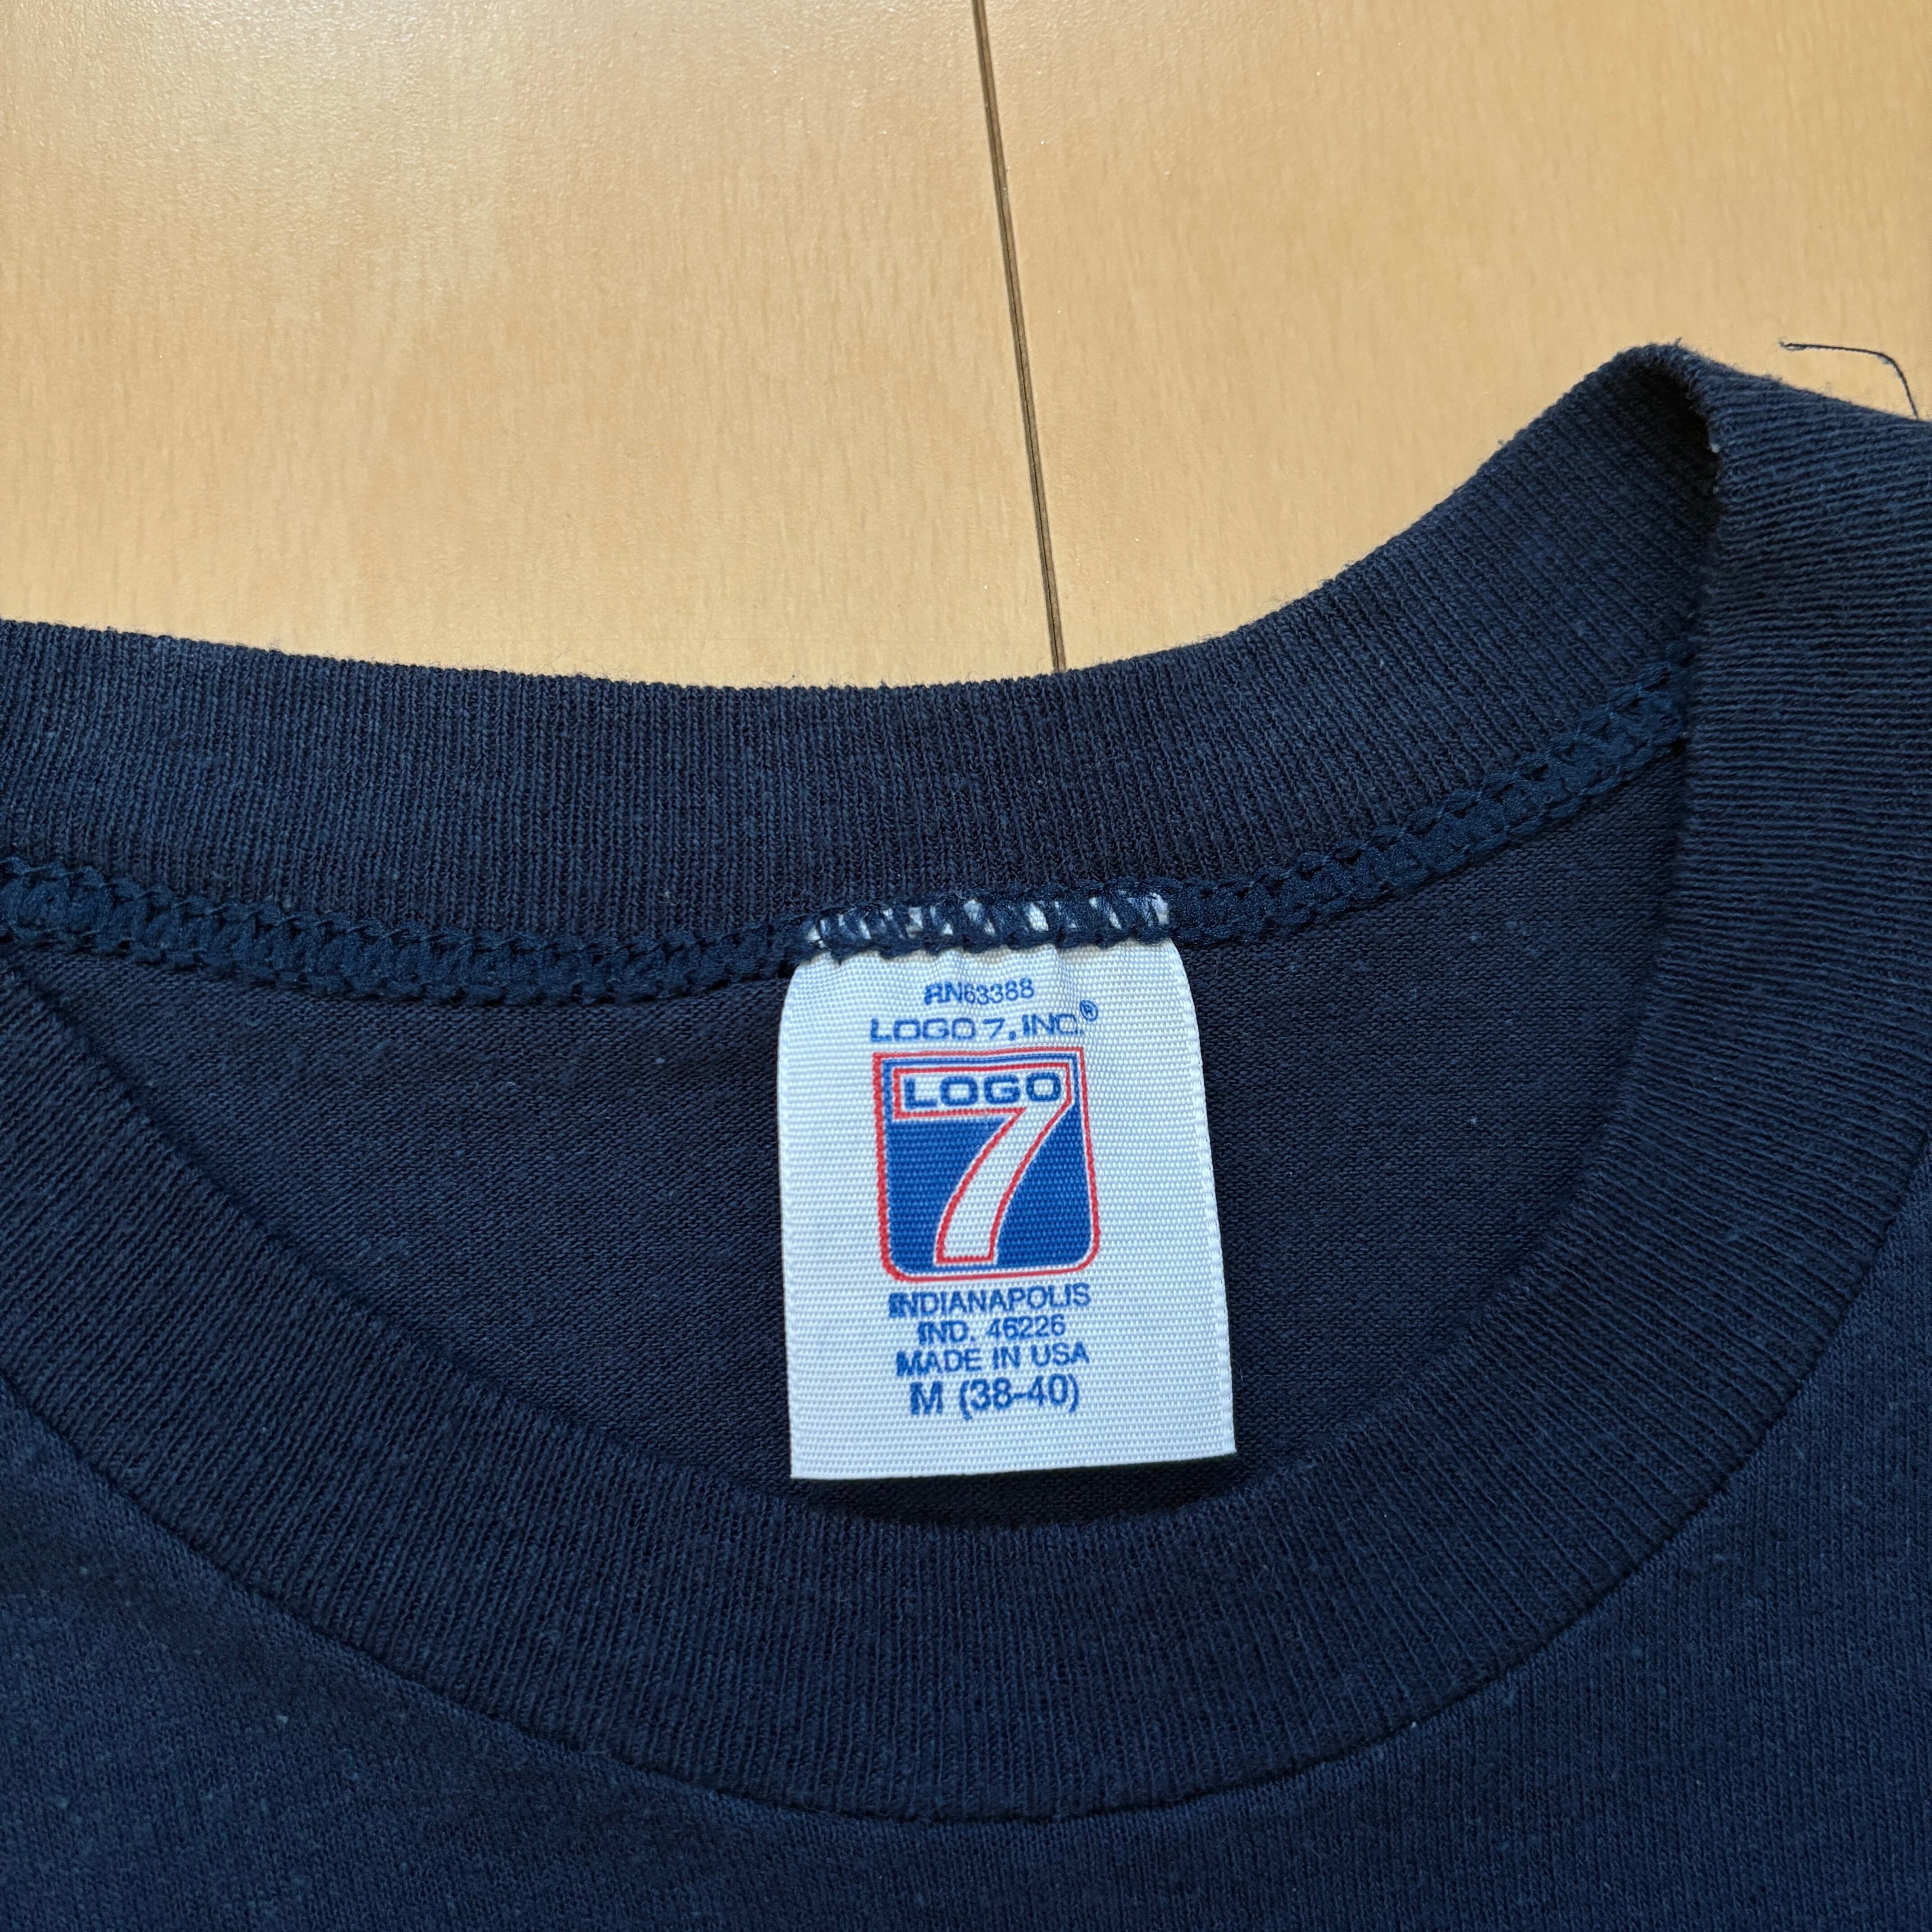 RN63388
LOGO 7, INC.®
LOGO
7
INDIANAPOLIS
IND. 46226
MADE IN USA
M (38-40)